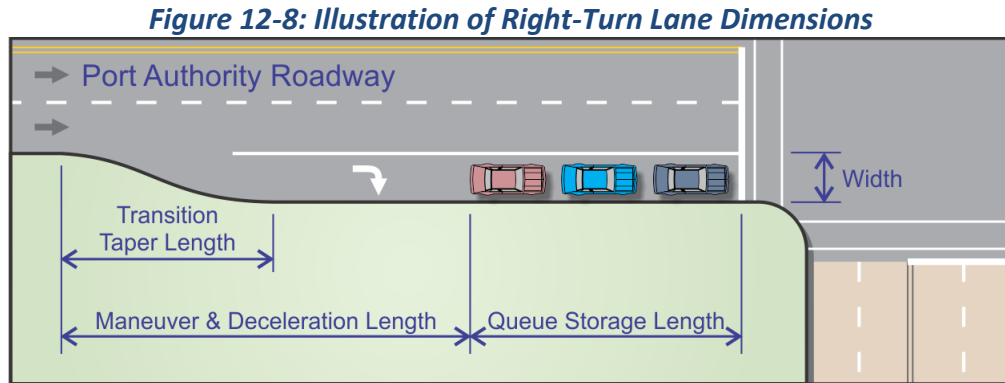 Figure 12-8: Illustration of Right-Turn Lane Dimensions
Port Authority Roadway
Width
Transition
Taper Length
Maneuver & Deceleration Length
Queue Storage Length